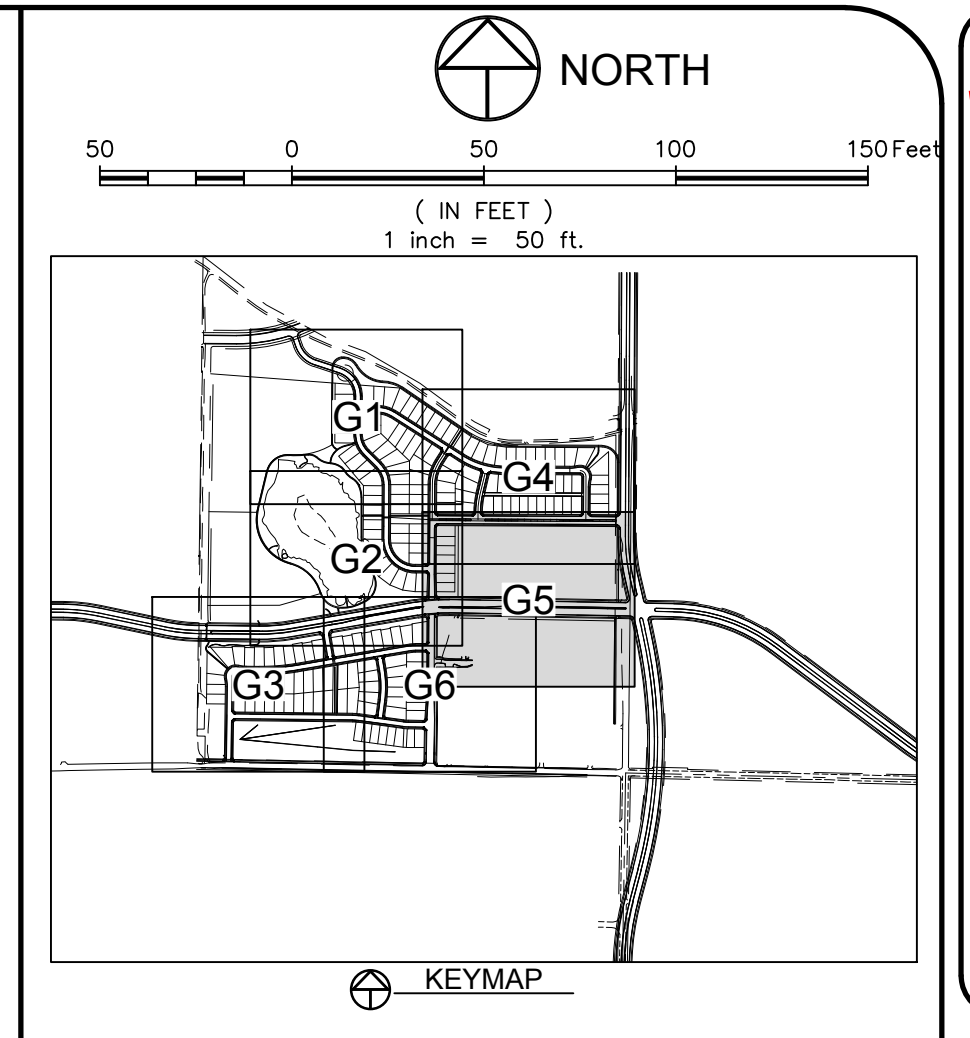 NORTH
50 0 50 100 150 Feet
( IN FEET )
1 inch = 50 ft.
G1
G4
G2
G5
G3 G6
KEYMAP